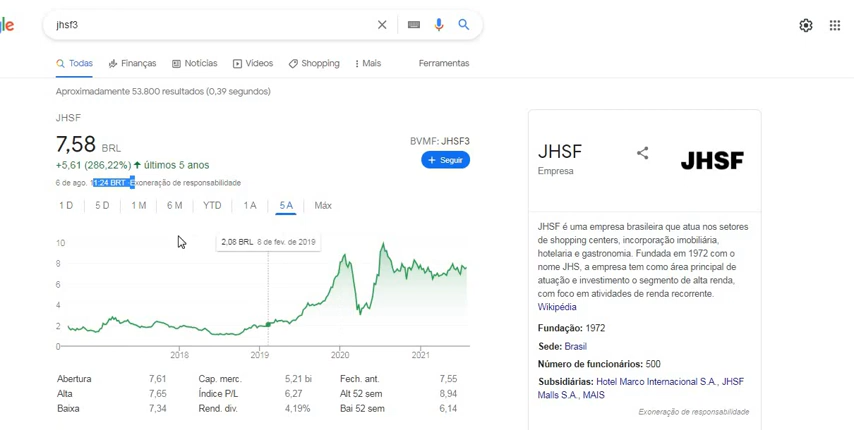 gle
jhsf3
Todas Finanças Notícias Vídeos Shopping Mais Ferramentas
Aproximadamente 53.800 resultados (0,39 segundos)
JHSF
7,58 BRL
BVMF: JHSF3
+5,61 (286,22%) últimos 5 anos
+ Seguir
6 de ago. 11:24 BRT · Exoneração de responsabilidade
1 D 5 D 1 M 6 M YTD 1 A 5 A Máx
2,08 BRL 8 de fev. de 2019
10
8
6
4
2
0
2018 2019 2020 2021
Abertura 7,61 Cap. merc. 5,21 bi Fech. ant. 7,55
Alta 7,65 Índice P/L 6,27 Alt 52 sem 8,94
Baixa 7,34 Rend. div. 4,19% Bai 52 sem 6,14
JHSF
Empresa
JHSF
JHSF é uma empresa brasileira que atua nos setores
de shopping centers, incorporação imobiliária,
hotelaria e gastronomia. Fundada em 1972 com o
nome JHS, a empresa tem como área principal de
atuação e investimento o segmento de alta renda,
com foco em atividades de renda recorrente.
Wikipédia
Fundação: 1972
Sede: Brasil
Número de funcionários: 500
Subsidiárias: Hotel Marco Internacional S.A., JHSF
Malls S.A., MAIS
Exoneração de responsabilidade